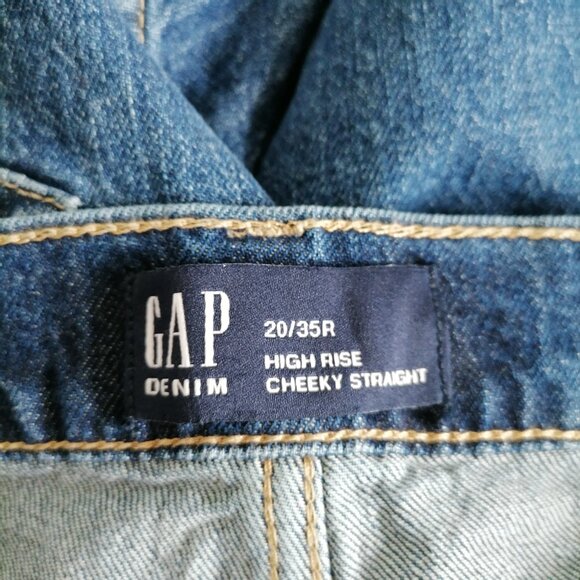 GAP
DENIM
20/35R
HIGH RISE
CHEEKY STRAIGHT